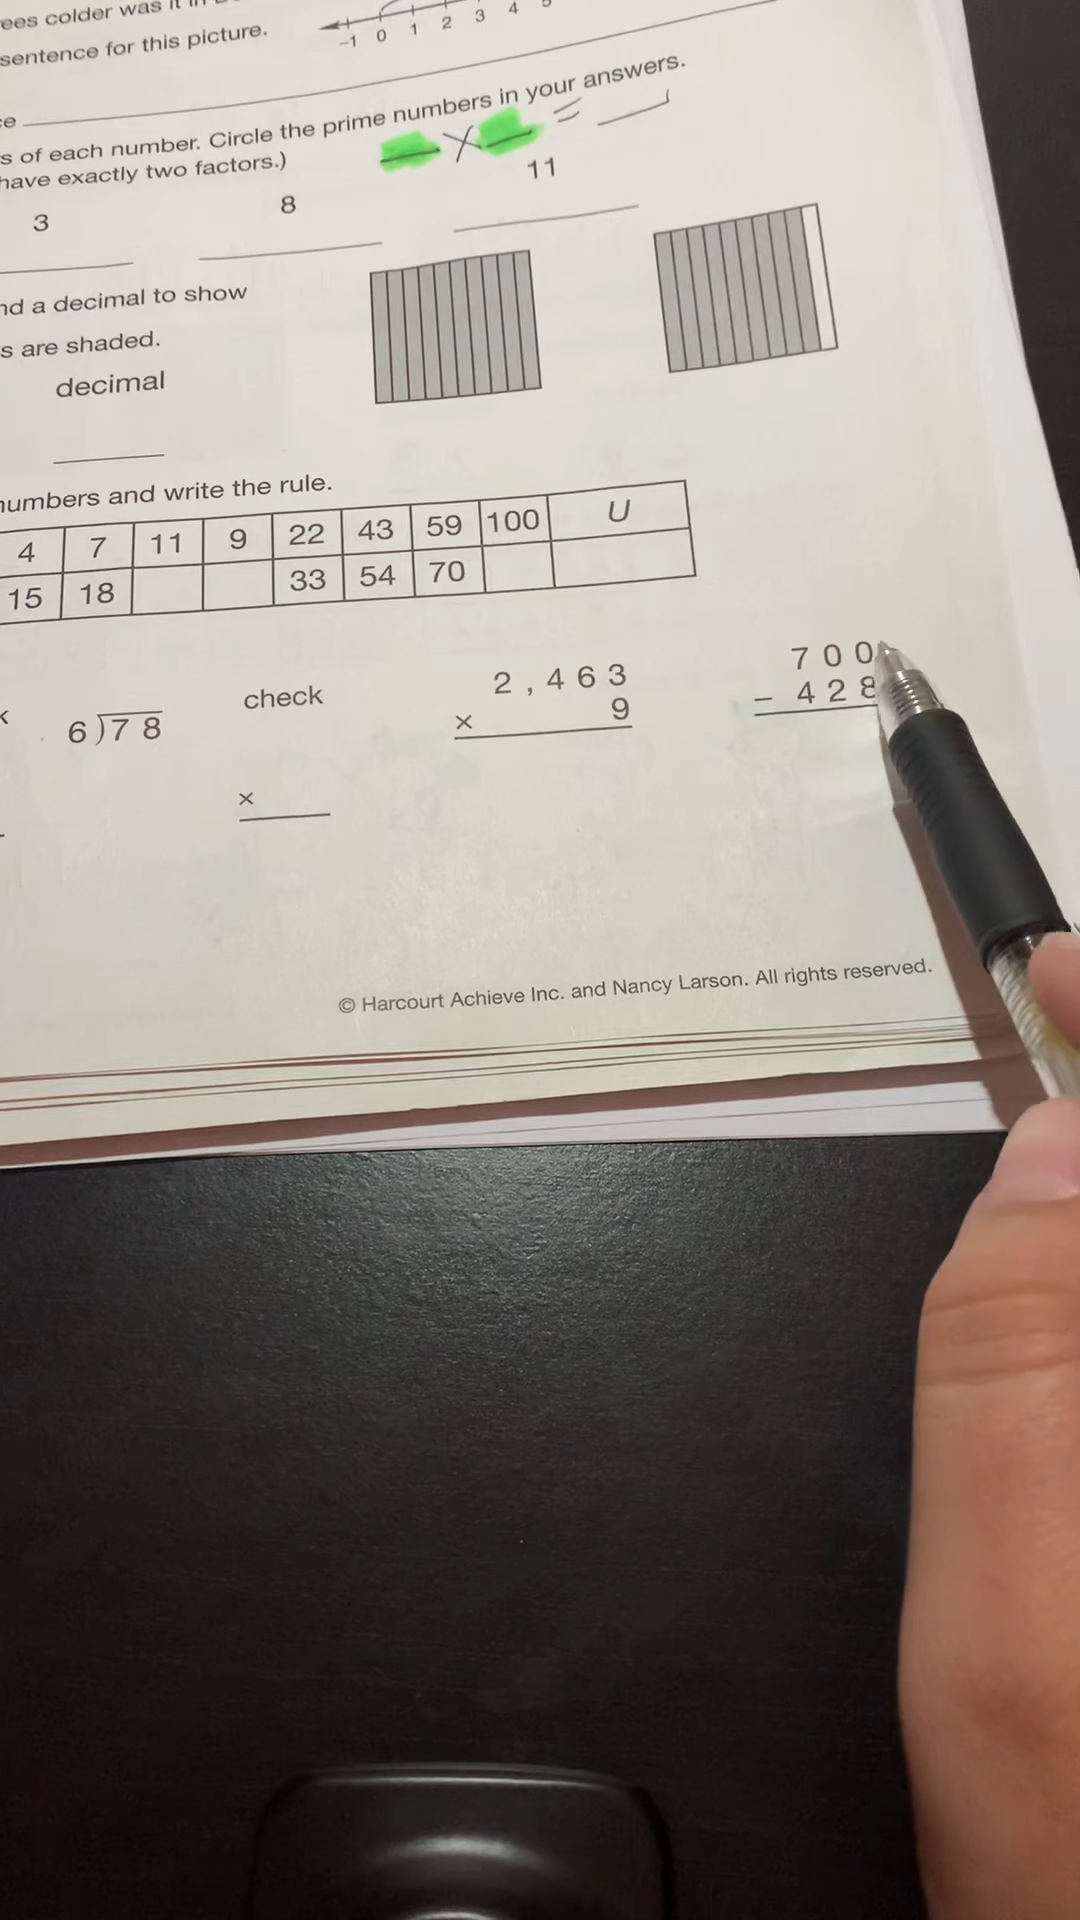 colder was it in
-1 0 1 2 3 4 5
sentence for this picture.
of each number. Circle the prime numbers in your answers.
have exactly two factors.)
× =
3 8 11
a decimal to show
are shaded.
decimal
numbers and write the rule.
4 7 11 9 22 43 59 100 U
15 18 33 54 70
6)78
check
×
2,463
× 9
700
- 428
© Harcourt Achieve Inc. and Nancy Larson. All rights reserved.